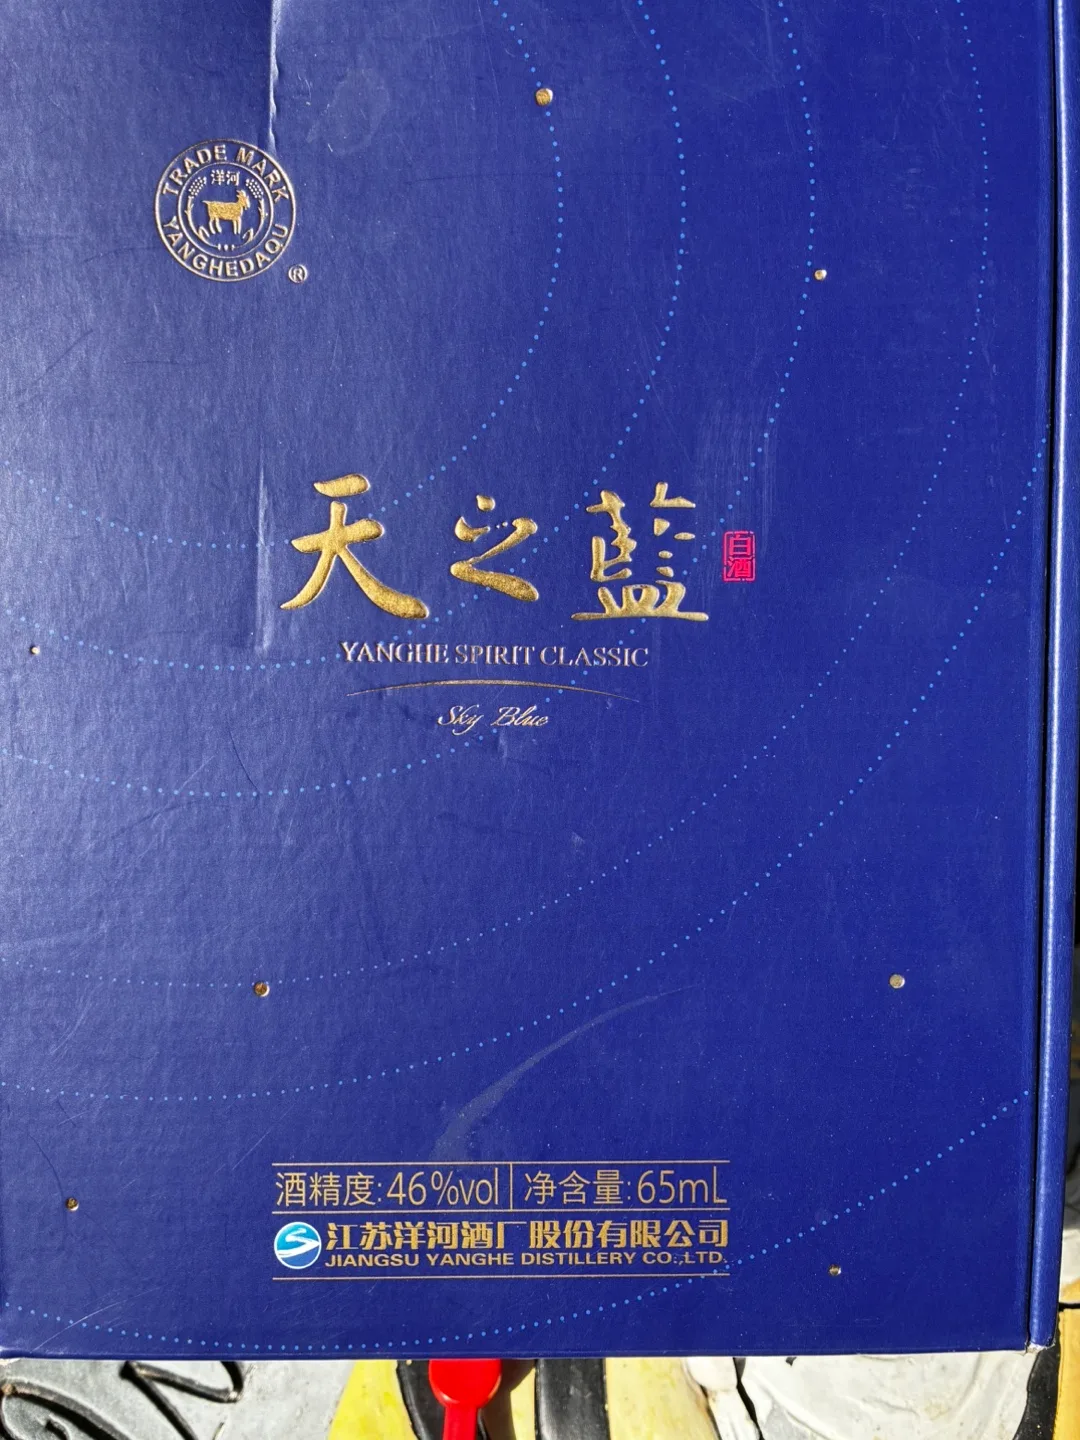 TRADE MARK
洋河
YANGHEDAQU
®
天之藍
白酒
YANGHE SPIRIT CLASSIC
Sky Blue
酒精度:46%vol 净含量:65mL
江苏洋河酒厂股份有限公司
JIANGSU YANGHE DISTILLERY CO.,LTD.